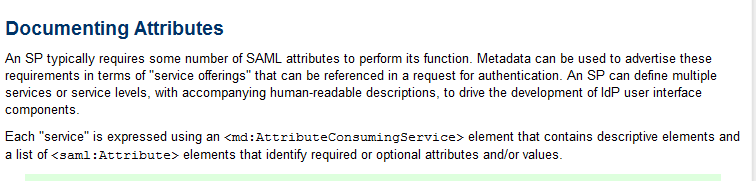 Documenting Attributes
An SP typically requires some number of SAML attributes to perform its function. Metadata can be used to advertise these
requirements in terms of "service offerings" that can be referenced in a request for authentication. An SP can define multiple
services or service levels, with accompanying human-readable descriptions, to drive the development of IdP user interface
components.
Each "service" is expressed using an <md:AttributeConsumingService> element that contains descriptive elements and
a list of <saml:Attribute> elements that identify required or optional attributes and/or values.